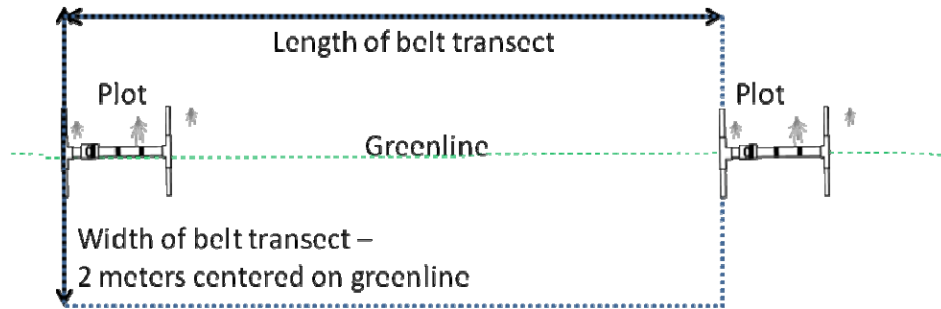 Length of belt transect
Plot
Plot
Greenline
Width of belt transect –
2 meters centered on greenline